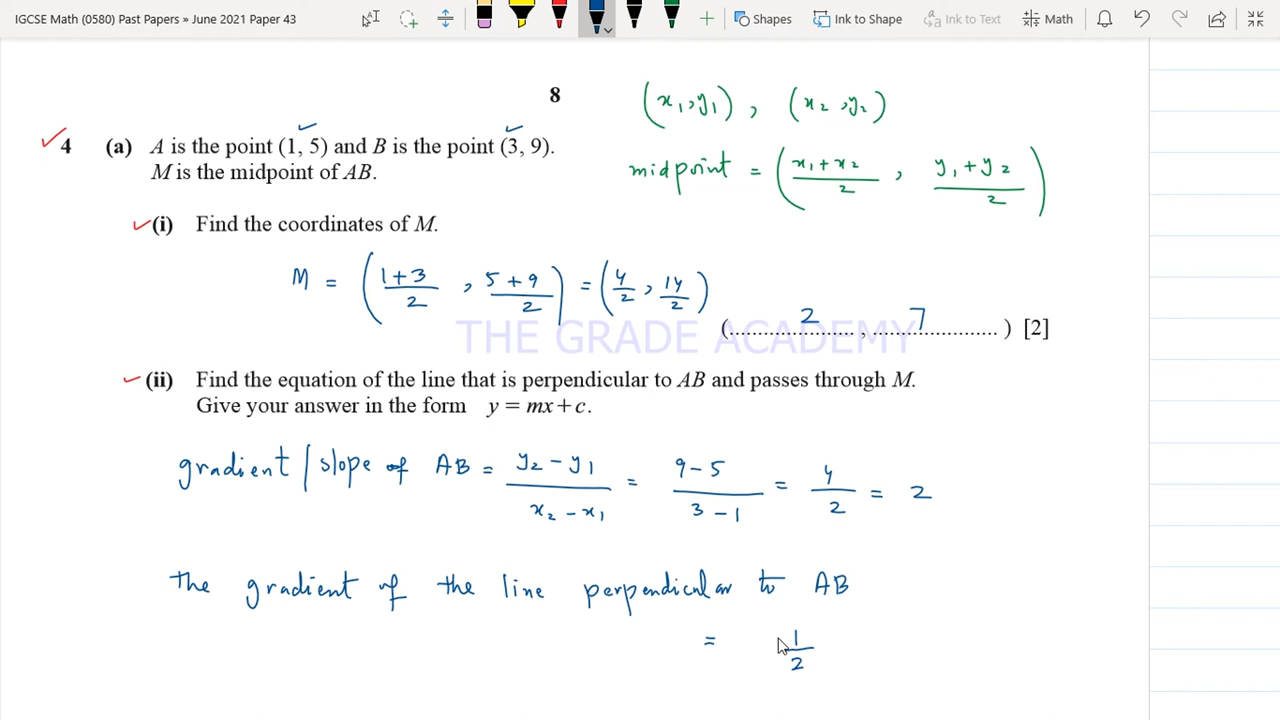 IGCSE Math (0580) Past Papers » June 2021 Paper 43
Shapes Ink to Shape Ink to Text Math
8
(x₁,y₁) , (x₂,y₂)
4 (a) A is the point (1, 5) and B is the point (3, 9).
M is the midpoint of AB.
midpoint = ((x₁+x₂)/2 , (y₁+y₂)/2)
(i) Find the coordinates of M.
M = ((1+3)/2 , (5+9)/2) = (4/2 , 14/2)
(........ 2 ........ , ........ 7 ........ ) [2]
THE GRADE ACADEMY
(ii) Find the equation of the line that is perpendicular to AB and passes through M.
Give your answer in the form y = mx + c.
gradient / slope of AB = (y₂-y₁)/(x₂-x₁) = (9-5)/(3-1) = 4/2 = 2
The gradient of the line perpendicular to AB
= 1/2